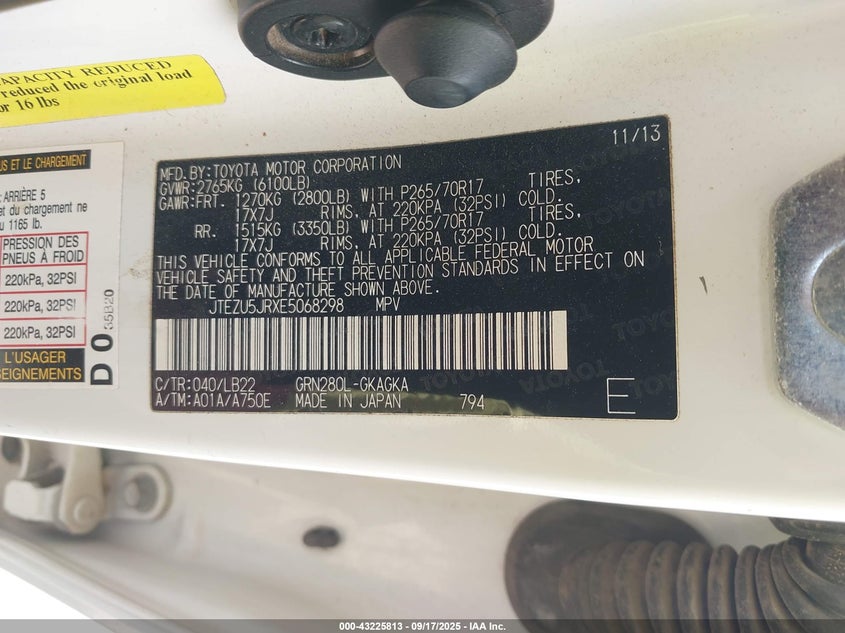 CAPACITY REDUCED
reduced the original load
or 16 lbs
US ET LE CHARGEMENT
ARRIÈRE 5
et du chargement ne
1165 lb.
PRESSION DES
PNEUS À FROID
220kPa, 32PSI
220kPa, 32PSI
220kPa, 32PSI
L'USAGER
SEIGNEMENTS
D 0 35B20
11/13
MFD. BY: TOYOTA MOTOR CORPORATION
GVWR: 2765KG (6100LB)
GAWR: FRT. 1270KG (2800LB) WITH P265/70R17 TIRES,
17X7J RIMS, AT 220KPA (32PSI) COLD.
RR. 1515KG (3350LB) WITH P265/70R17 TIRES,
17X7J RIMS, AT 220KPA (32PSI) COLD.
THIS VEHICLE CONFORMS TO ALL APPLICABLE FEDERAL MOTOR
VEHICLE SAFETY AND THEFT PREVENTION STANDARDS IN EFFECT ON
THE DATE OF MANUFACTURE SHOWN ABOVE.
JTEZU5JRXE5068298 MPV
C/TR: 040/LB22 GRN280L-GKAGKA
A/TM: A01A/A750E MADE IN JAPAN 794
E
000-43225813 - 09/17/2025 - IAA Inc.